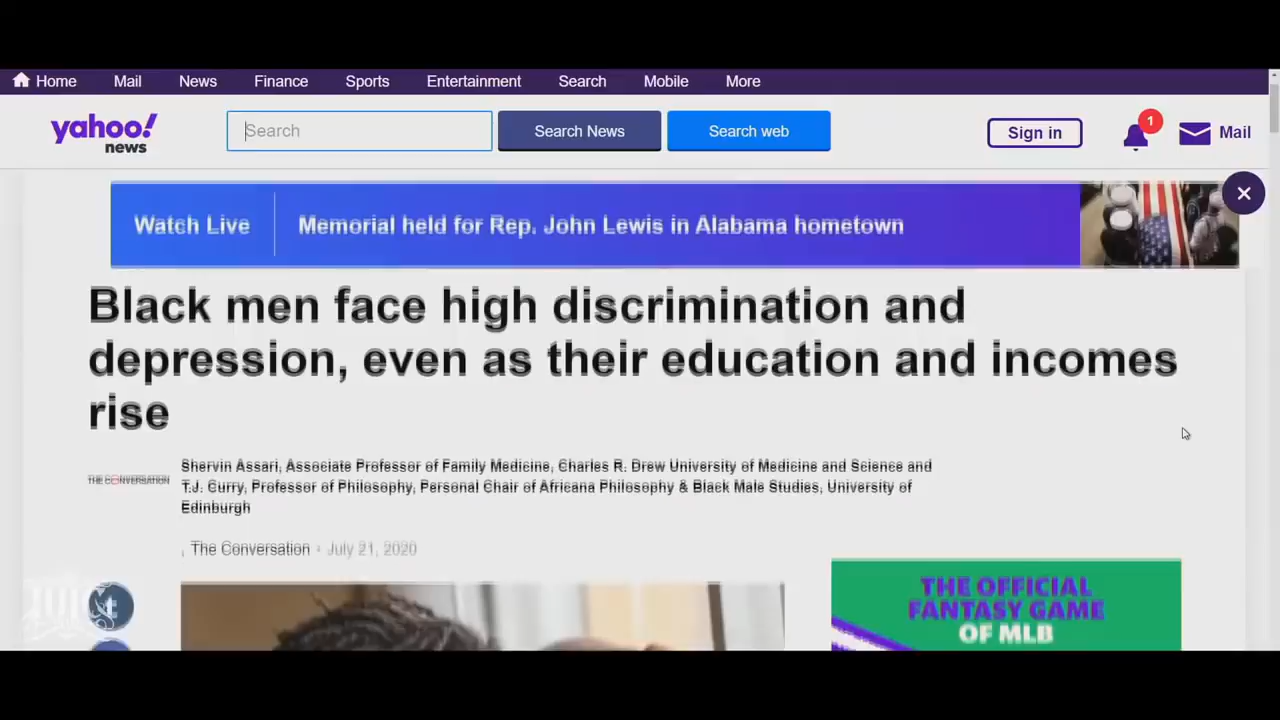 Home Mail News Finance Sports Entertainment Search Mobile More
yahoo!
news
Search
Search News
Search web
Sign in
1
Mail
Watch Live
Memorial held for Rep. John Lewis in Alabama hometown
Black men face high discrimination and
depression, even as their education and incomes
rise
THE CONVERSATION
Shervin Assari, Associate Professor of Family Medicine, Charles R. Drew University of Medicine and Science and
T.J. Curry, Professor of Philosophy, Personal Chair of Africana Philosophy & Black Male Studies, University of
Edinburgh
, The Conversation • July 21, 2020
t
THE OFFICIAL
FANTASY GAME
OF MLB